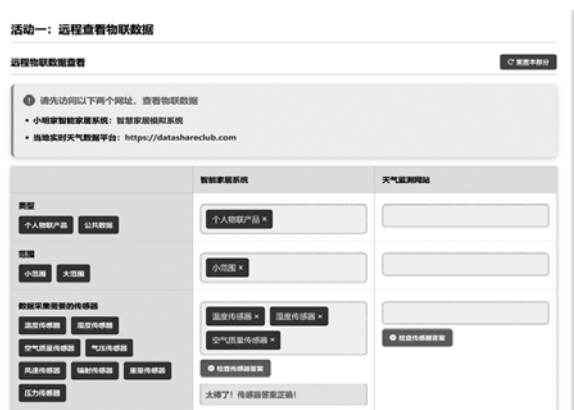 活动一：远程查看物联数据
远程物联数据查看
重置本部分
请先访问以下两个网址，查看物联数据
• 小明家智能家居系统：智慧家居模拟系统
• 当地实时天气数据平台：https://datashareclub.com
智能家居系统 天气监测网站
类型
个人物联产品 公共数据
个人物联产品 ×
范围
小范围 大范围
小范围 ×
数据采集需要的传感器
温度传感器 湿度传感器
空气质量传感器 气压传感器
风速传感器 辐射传感器 重量传感器
压力传感器
温度传感器 × 湿度传感器 ×
空气质量传感器 ×
检查传感器答案
太棒了！传感器答案正确！
检查传感器答案